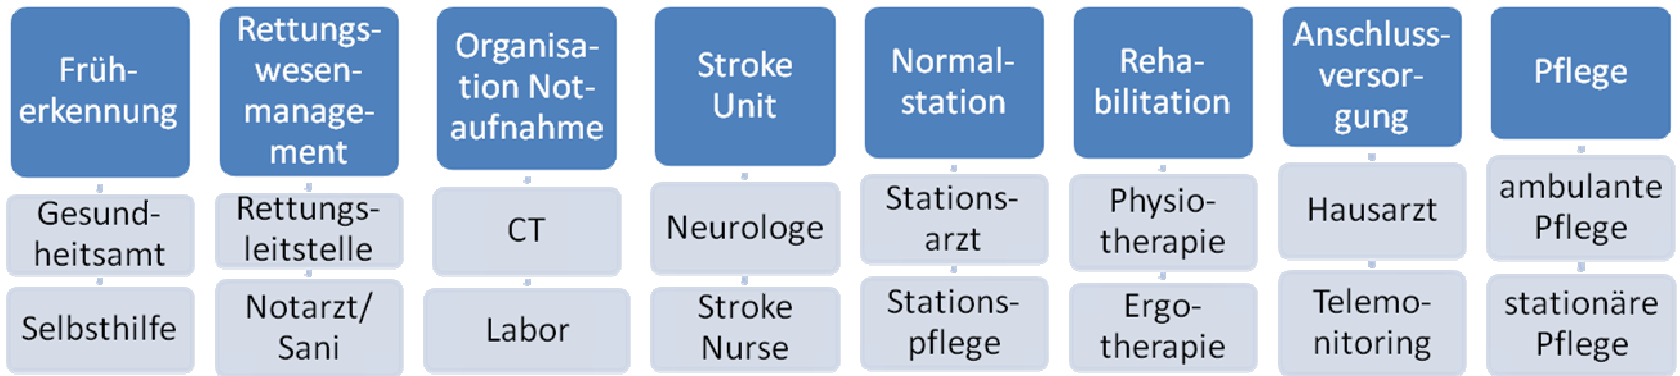 Früh-
erkennung
Gesund-
heitsamt
Selbsthilfe
Rettungs-
wesen-
manage-
ment
Rettungs-
leitstelle
Notarzt/
Sani
Organisa-
tion Not-
aufnahme
CT
Labor
Stroke
Unit
Neurologe
Stroke
Nurse
Normal-
station
Stations-
arzt
Stations-
pflege
Reha-
bilitation
Physio-
therapie
Ergo-
therapie
Anschluss-
versor-
gung
Hausarzt
Telemo-
nitoring
Pflege
ambulante
Pflege
stationäre
Pflege